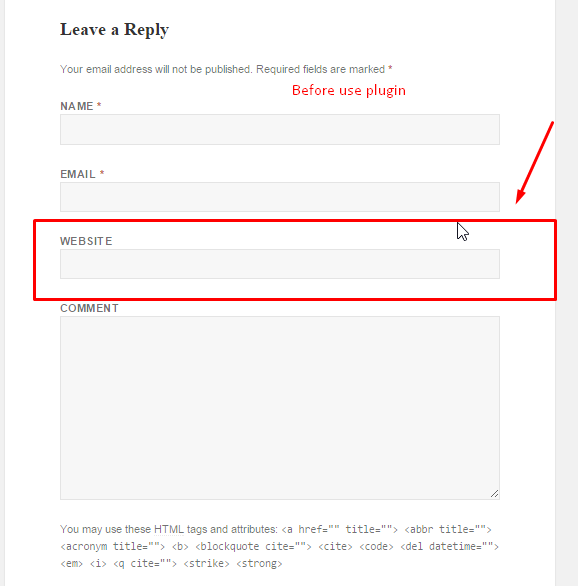 Leave a Reply
Your email address will not be published. Required fields are marked *
Before use plugin
NAME *
EMAIL *
WEBSITE
COMMENT
You may use these HTML tags and attributes: <a href="" title=""> <abbr title="">
<acronym title=""> <b> <blockquote cite=""> <cite> <code> <del datetime="">
<em> <i> <q cite=""> <strike> <strong>